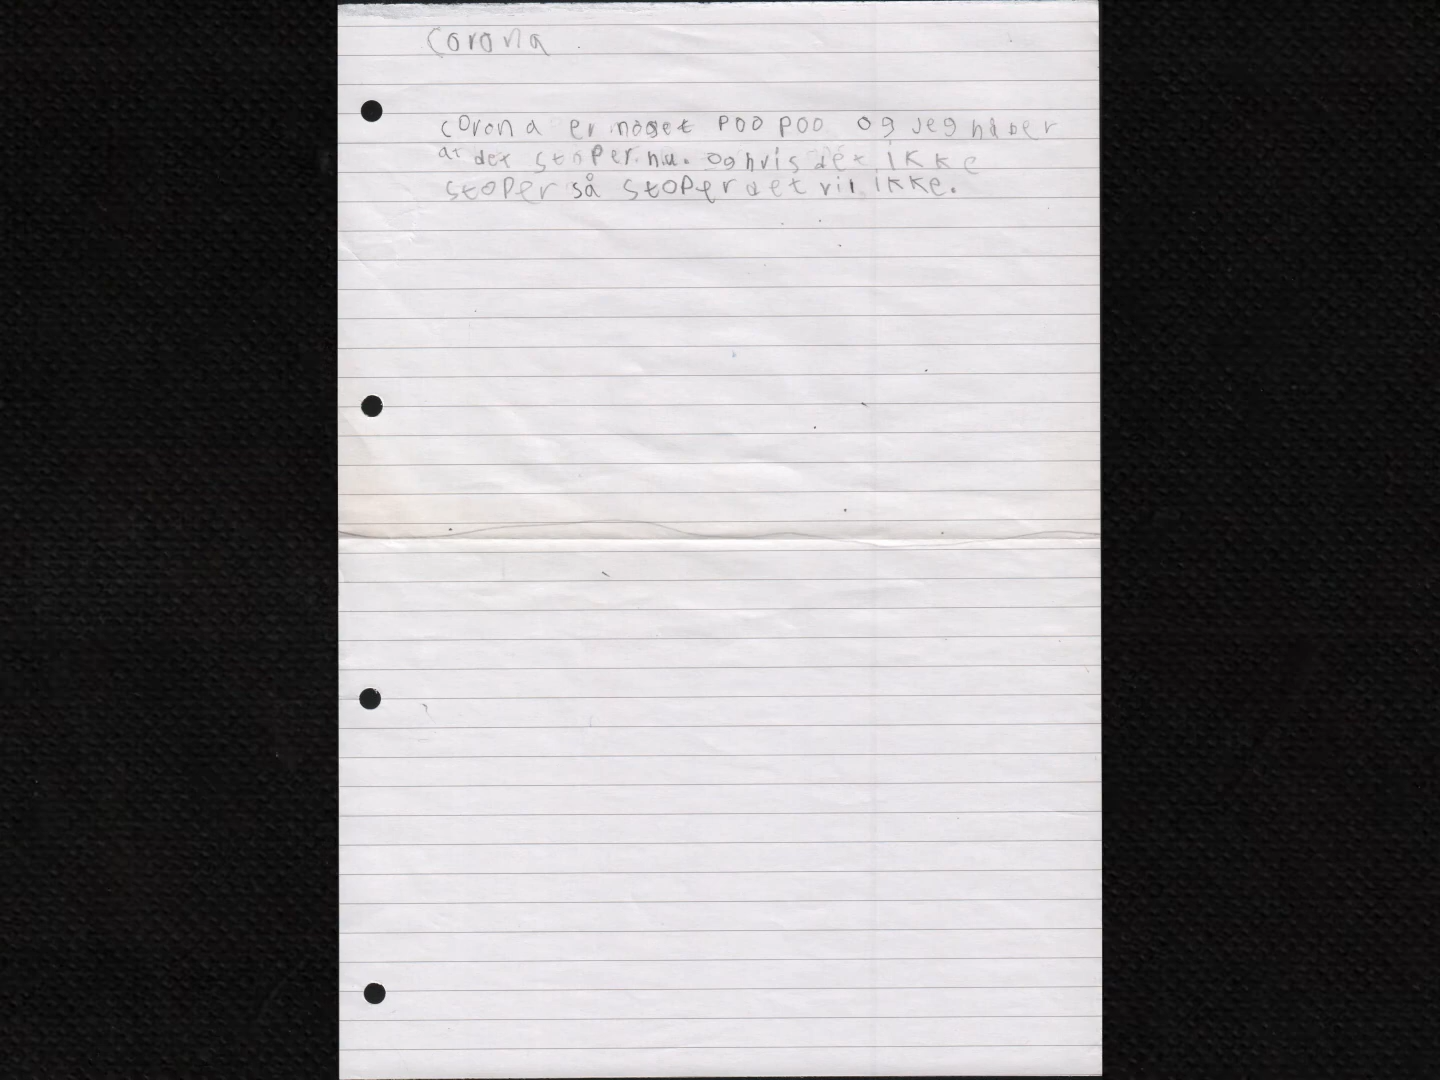 Corona
corona er noget poo poo og jeg håber
at det stoper nu. og hvis det ikke
stoper så stoper det vil ikke.